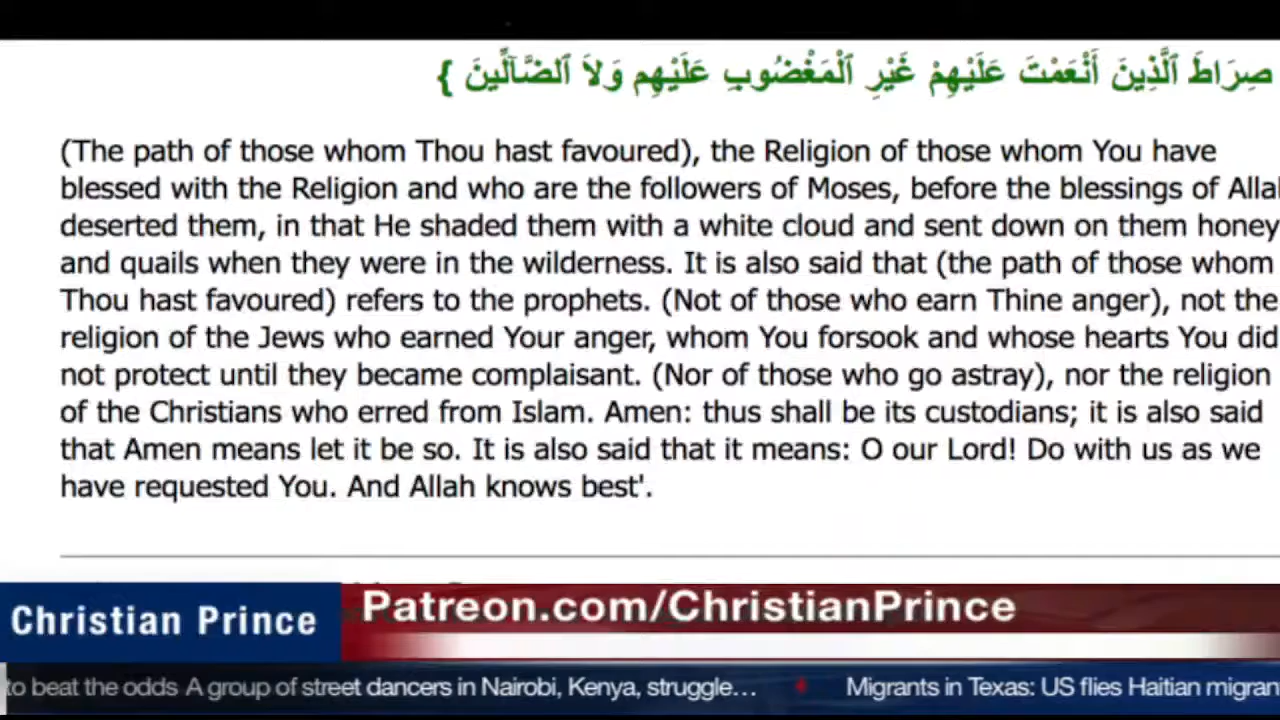 صِرَاطَ ٱلَّذِينَ أَنْعَمْتَ عَلَيْهِمْ غَيْرِ ٱلْمَغْضُوبِ عَلَيْهِم وَلاَ ٱلضَّآلِّينَ }
(The path of those whom Thou hast favoured), the Religion of those whom You have
blessed with the Religion and who are the followers of Moses, before the blessings of Allah
deserted them, in that He shaded them with a white cloud and sent down on them honey
and quails when they were in the wilderness. It is also said that (the path of those whom
Thou hast favoured) refers to the prophets. (Not of those who earn Thine anger), not the
religion of the Jews who earned Your anger, whom You forsook and whose hearts You did
not protect until they became complaisant. (Nor of those who go astray), nor the religion
of the Christians who erred from Islam. Amen: thus shall be its custodians; it is also said
that Amen means let it be so. It is also said that it means: O our Lord! Do with us as we
have requested You. And Allah knows best'.
Christian Prince
Patreon.com/ChristianPrince
to beat the odds A group of street dancers in Nairobi, Kenya, struggle... Migrants in Texas: US flies Haitian migran